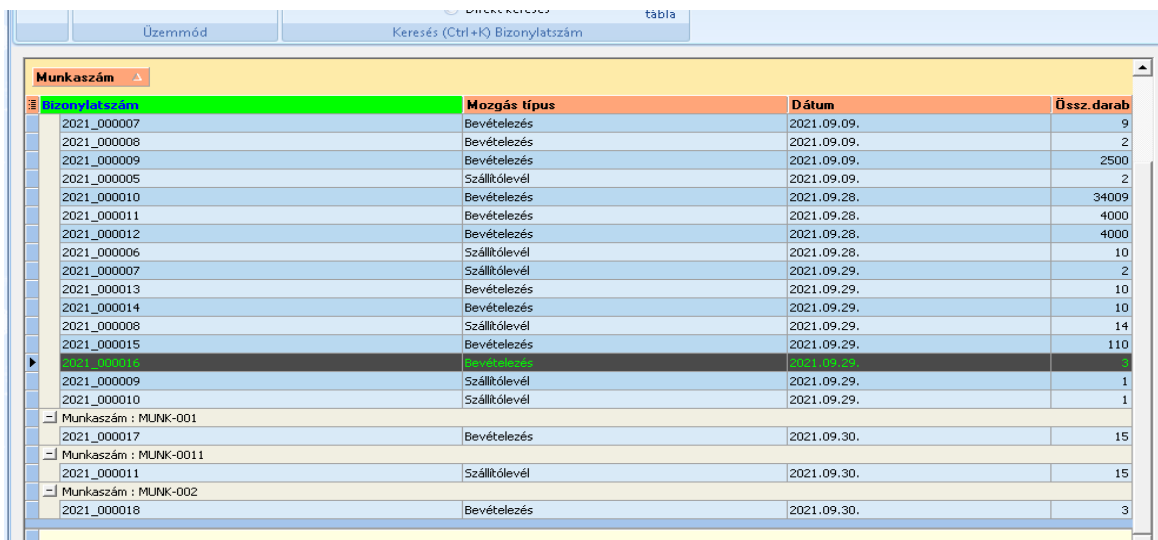 Direkt keresés
tábla
Üzemmód
Keresés (Ctrl+K) Bizonylatszám
Munkaszám
Bizonylatszám Mozgás típus Dátum Össz.darab
2021_000007 Bevételezés 2021.09.09. 9
2021_000008 Bevételezés 2021.09.09. 2
2021_000009 Bevételezés 2021.09.09. 2500
2021_000005 Szállítólevél 2021.09.09. 2
2021_000010 Bevételezés 2021.09.28. 34009
2021_000011 Bevételezés 2021.09.28. 4000
2021_000012 Bevételezés 2021.09.28. 4000
2021_000006 Szállítólevél 2021.09.28. 10
2021_000007 Szállítólevél 2021.09.29. 2
2021_000013 Bevételezés 2021.09.29. 10
2021_000014 Bevételezés 2021.09.29. 10
2021_000008 Szállítólevél 2021.09.29. 14
2021_000015 Bevételezés 2021.09.29. 110
2021_000016 Bevételezés 2021.09.29. 3
2021_000009 Szállítólevél 2021.09.29. 1
2021_000010 Szállítólevél 2021.09.29. 1
Munkaszám : MUNK-001
2021_000017 Bevételezés 2021.09.30. 15
Munkaszám : MUNK-0011
2021_000011 Szállítólevél 2021.09.30. 15
Munkaszám : MUNK-002
2021_000018 Bevételezés 2021.09.30. 3